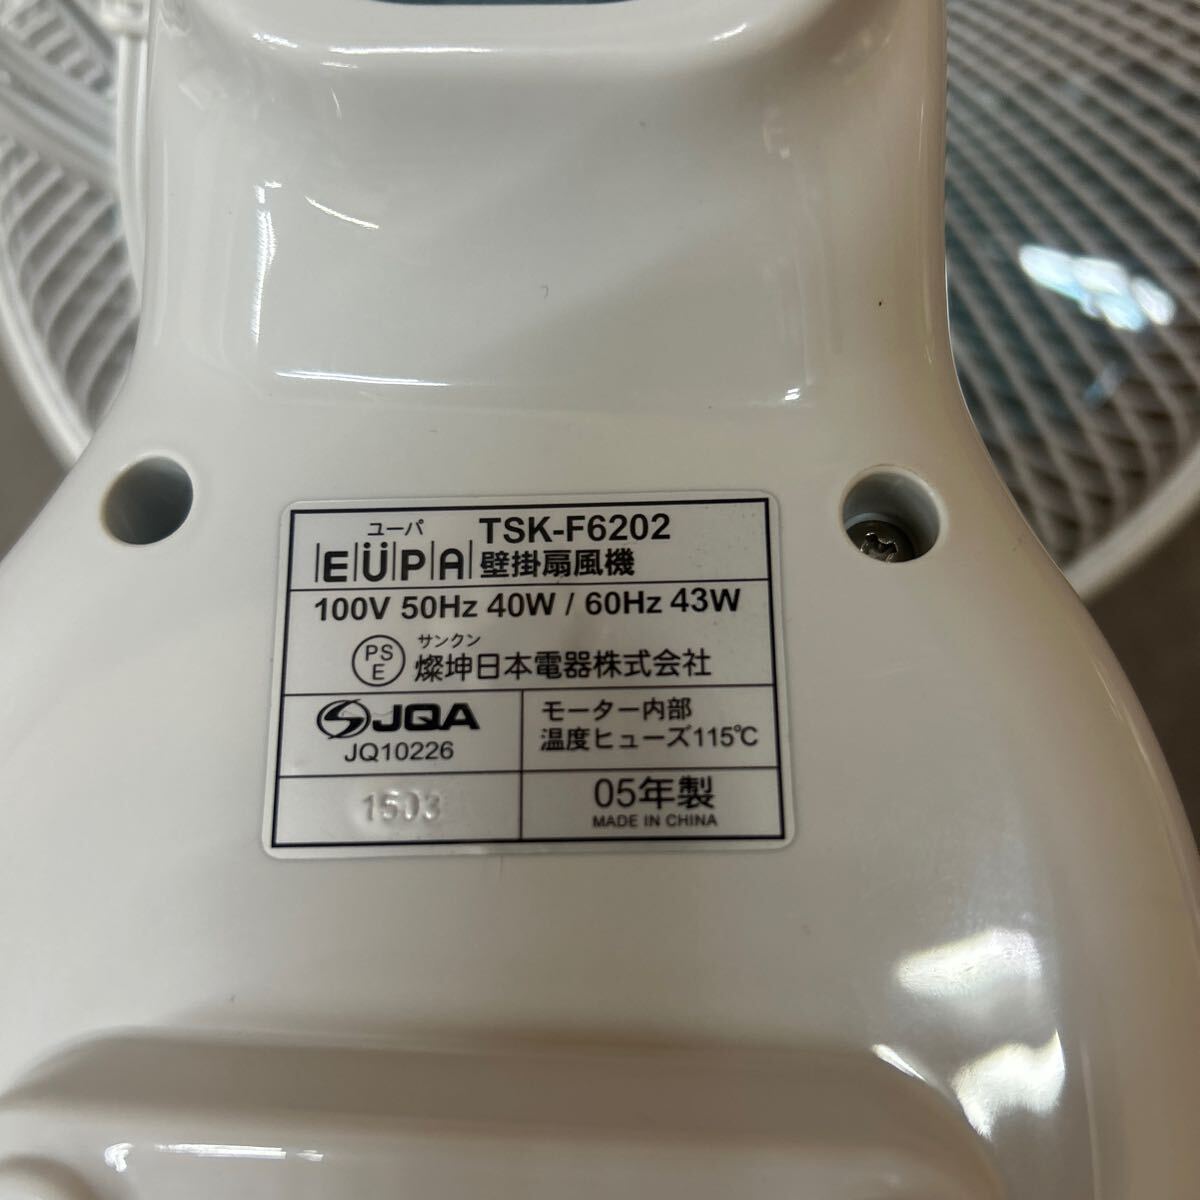 ユーパ
EÜPA
TSK-F6202
壁掛扇風機
100V 50Hz 40W / 60Hz 43W
PS
E
サンクン
燦坤日本電器株式会社
JQA
JQ10226
モーター内部
温度ヒューズ115℃
1503
05年製
MADE IN CHINA